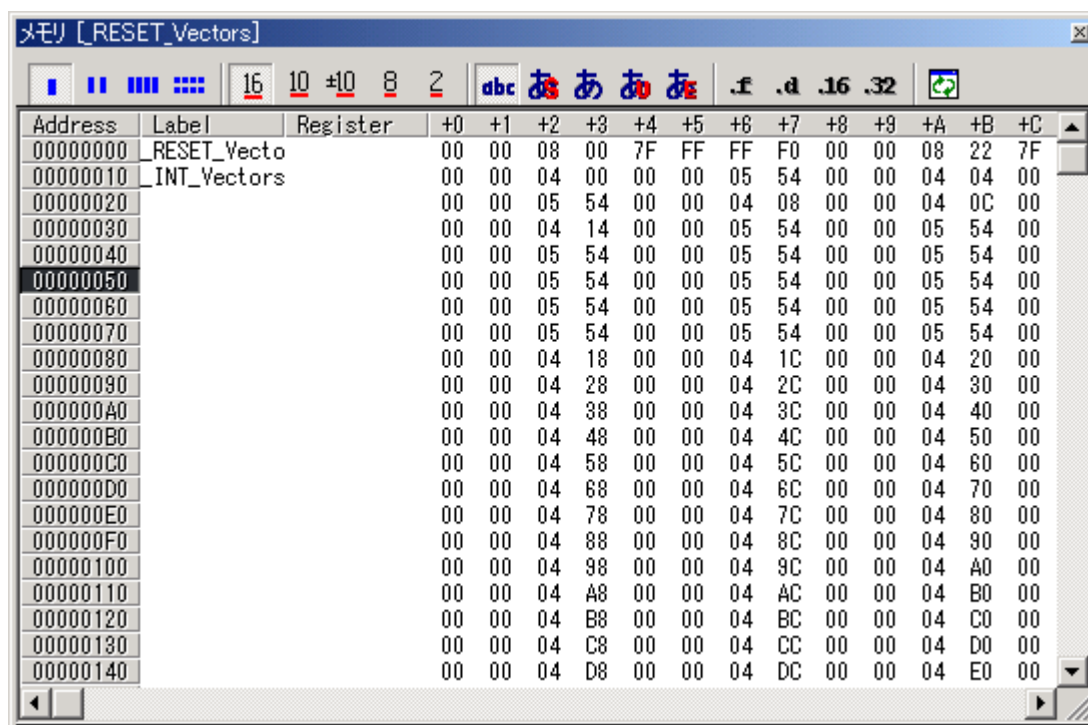 メモリ [_RESET_Vectors]
16 10 ±10 8 2 abc あS あ あU あE .f .d .16 .32
Address Label Register +0 +1 +2 +3 +4 +5 +6 +7 +8 +9 +A +B +C
00000000 _RESET_Vecto 00 00 08 00 7F FF FF F0 00 00 08 22 7F
00000010 _INT_Vectors 00 00 04 00 00 00 05 54 00 00 04 04 00
00000020 00 00 05 54 00 00 04 08 00 00 04 0C 00
00000030 00 00 04 14 00 00 05 54 00 00 05 54 00
00000040 00 00 05 54 00 00 05 54 00 00 05 54 00
00000050 00 00 05 54 00 00 05 54 00 00 05 54 00
00000060 00 00 05 54 00 00 05 54 00 00 05 54 00
00000070 00 00 05 54 00 00 05 54 00 00 05 54 00
00000080 00 00 04 18 00 00 04 1C 00 00 04 20 00
00000090 00 00 04 28 00 00 04 2C 00 00 04 30 00
000000A0 00 00 04 38 00 00 04 3C 00 00 04 40 00
000000B0 00 00 04 48 00 00 04 4C 00 00 04 50 00
000000C0 00 00 04 58 00 00 04 5C 00 00 04 60 00
000000D0 00 00 04 68 00 00 04 6C 00 00 04 70 00
000000E0 00 00 04 78 00 00 04 7C 00 00 04 80 00
000000F0 00 00 04 88 00 00 04 8C 00 00 04 90 00
00000100 00 00 04 98 00 00 04 9C 00 00 04 A0 00
00000110 00 00 04 A8 00 00 04 AC 00 00 04 B0 00
00000120 00 00 04 B8 00 00 04 BC 00 00 04 C0 00
00000130 00 00 04 C8 00 00 04 CC 00 00 04 D0 00
00000140 00 00 04 D8 00 00 04 DC 00 00 04 E0 00